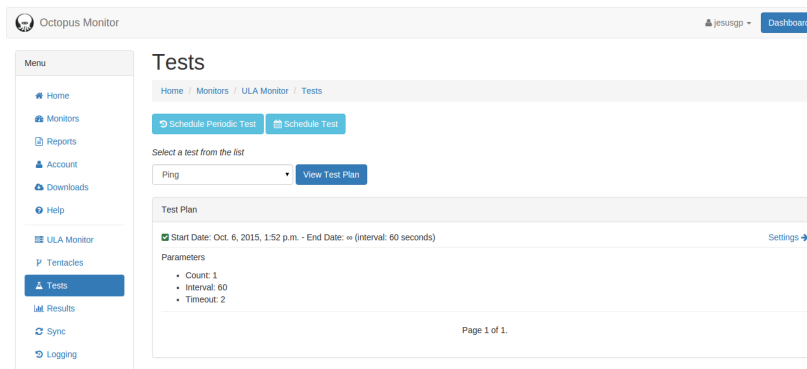 Octopus Monitor
jesusgp
Dashboard
Menu
Home
Monitors
Reports
Account
Downloads
Help
ULA Monitor
Tentacles
Tests
Results
Sync
Logging
Tests
Home / Monitors / ULA Monitor / Tests
Schedule Periodic Test
Schedule Test
Select a test from the list
Ping
View Test Plan
Test Plan
Start Date: Oct. 6, 2015, 1:52 p.m. - End Date: ∞ (interval: 60 seconds)
Settings
Parameters
• Count: 1
• Interval: 60
• Timeout: 2
Page 1 of 1.